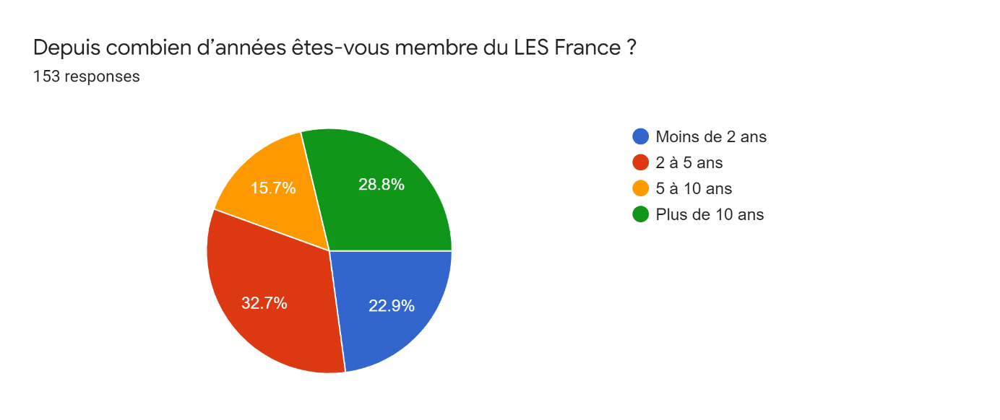 Depuis combien d’années êtes-vous membre du LES France ?
153 responses
Moins de 2 ans
2 à 5 ans
5 à 10 ans
Plus de 10 ans
15.7%
28.8%
32.7%
22.9%